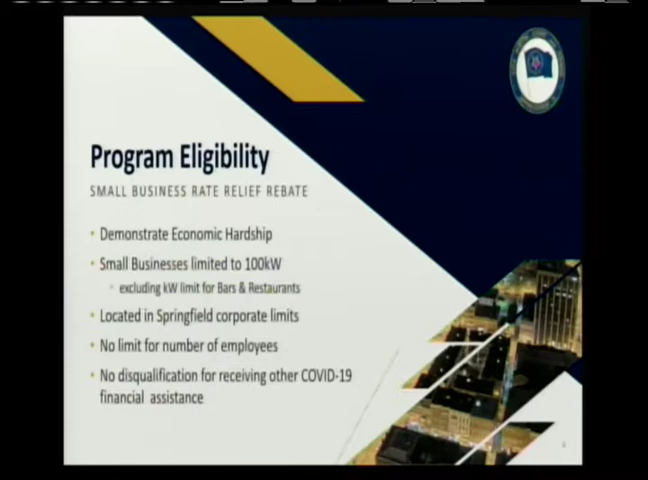 Program Eligibility
SMALL BUSINESS RATE RELIEF REBATE
• Demonstrate Economic Hardship
• Small Businesses limited to 100kW
• excluding kW limit for Bars & Restaurants
• Located in Springfield corporate limits
• No limit for number of employees
• No disqualification for receiving other COVID-19
financial assistance